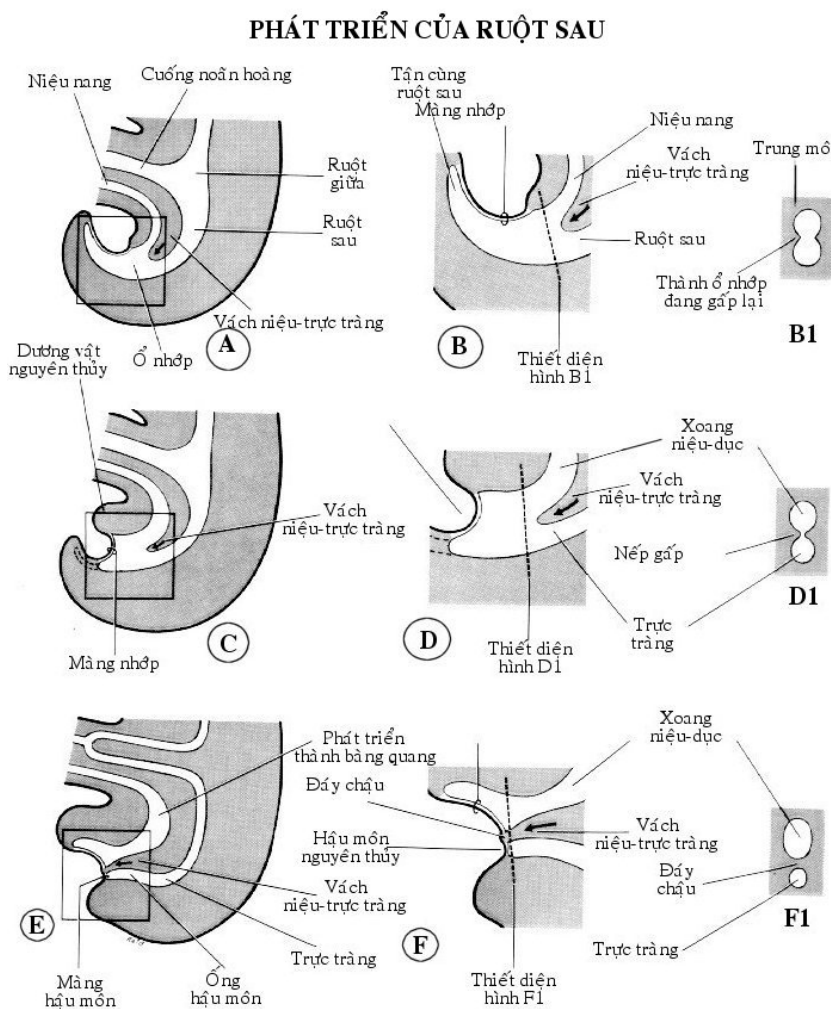 PHÁT TRIỂN CỦA RUỘT SAU
Niệu nang
Cuống noãn hoàng
Ruột
giữa
Ruột
sau
Vách niệu-trực tràng
Ổ nhớp
A
Tận cùng
ruột sau
Màng nhớp
Niệu nang
Vách
niệu-trực tràng
Ruột sau
Thiết diện
hình B1
B
Trung mô
Thành ổ nhớp
đang gấp lại
B1
Dương vật
nguyên thủy
Vách
niệu-trực tràng
Màng nhớp
C
Xoang
niệu-dục
Vách
niệu-trực tràng
Trực
tràng
Thiết diện
hình D1
D
Nếp gấp
D1
Phát triển
thành bàng quang
Vách
niệu-trực tràng
Trực tràng
Ống
hậu môn
Màng
hậu môn
E
Đáy chậu
Hậu môn
nguyên thủy
Xoang
niệu-dục
Vách
niệu-trực tràng
Thiết diện
hình F1
F
Đáy
chậu
Trực tràng
F1